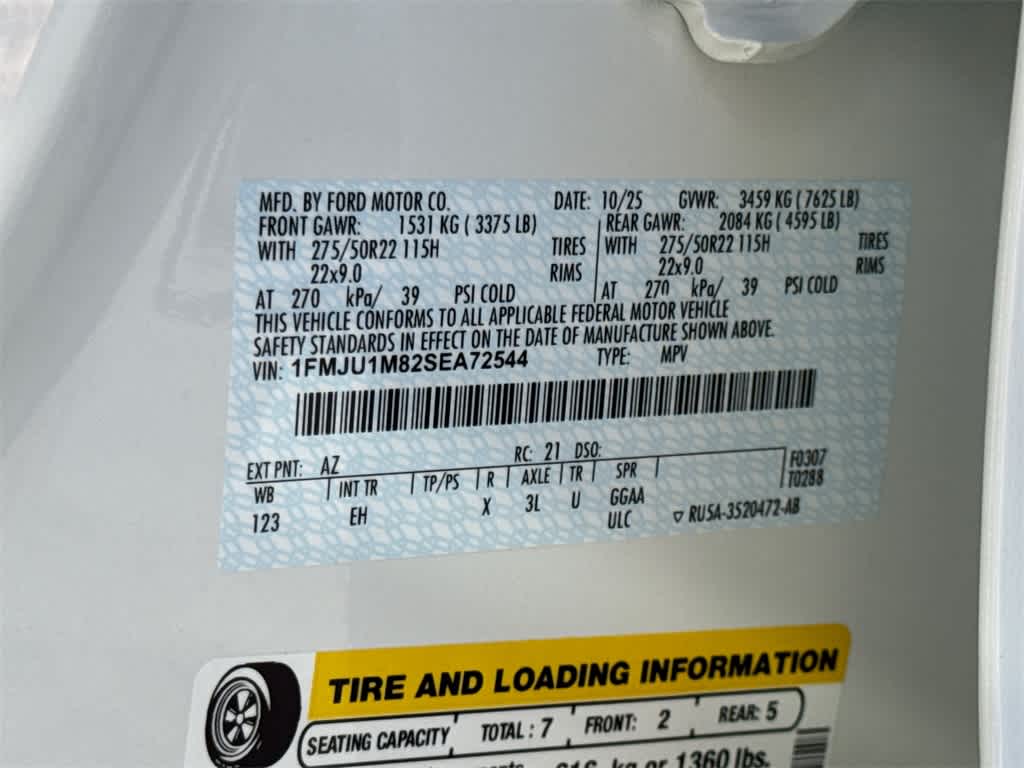 MFD. BY FORD MOTOR CO. DATE: 10/25 GVWR: 3459 KG ( 7625 LB)
FRONT GAWR: 1531 KG ( 3375 LB) REAR GAWR: 2084 KG ( 4595 LB)
WITH 275/50R22 115H TIRES WITH 275/50R22 115H TIRES
22x9.0 RIMS 22x9.0 RIMS
AT 270 kPa/ 39 PSI COLD AT 270 kPa/ 39 PSI COLD
THIS VEHICLE CONFORMS TO ALL APPLICABLE FEDERAL MOTOR VEHICLE
SAFETY STANDARDS IN EFFECT ON THE DATE OF MANUFACTURE SHOWN ABOVE.
VIN: 1FMJU1M82SEA72544 TYPE: MPV
EXT PNT: AZ RC: 21 DSO: F0307
WB INT TR TP/PS R AXLE TR SPR T0288
123 EH X 3L U GGAA
ULC RU5A-3520472-AB
TIRE AND LOADING INFORMATION
SEATING CAPACITY TOTAL : 7 FRONT: 2 REAR: 5
kg or 1360 lbs.